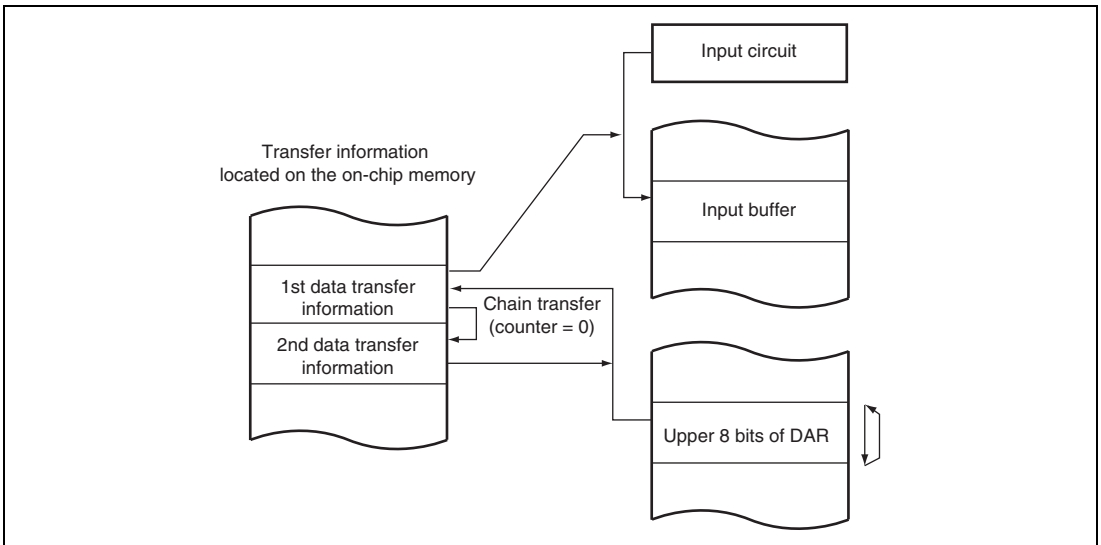 Input circuit
Transfer information
located on the on-chip memory
Input buffer
1st data transfer
information
Chain transfer
(counter = 0)
2nd data transfer
information
Upper 8 bits of DAR